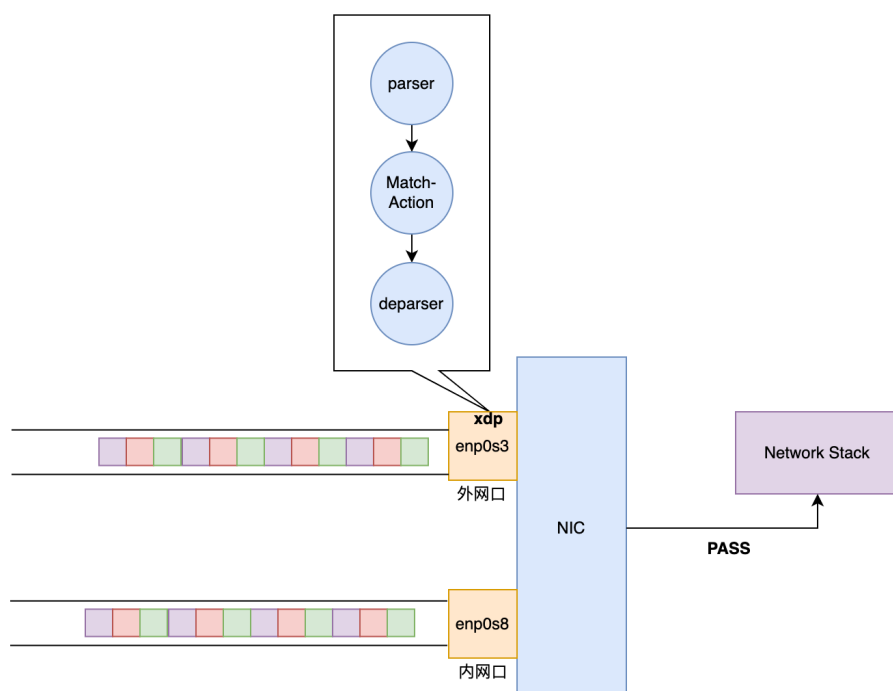 parser
Match-
Action
deparser
xdp
enp0s3
外网口
NIC
Network Stack
PASS
enp0s8
内网口